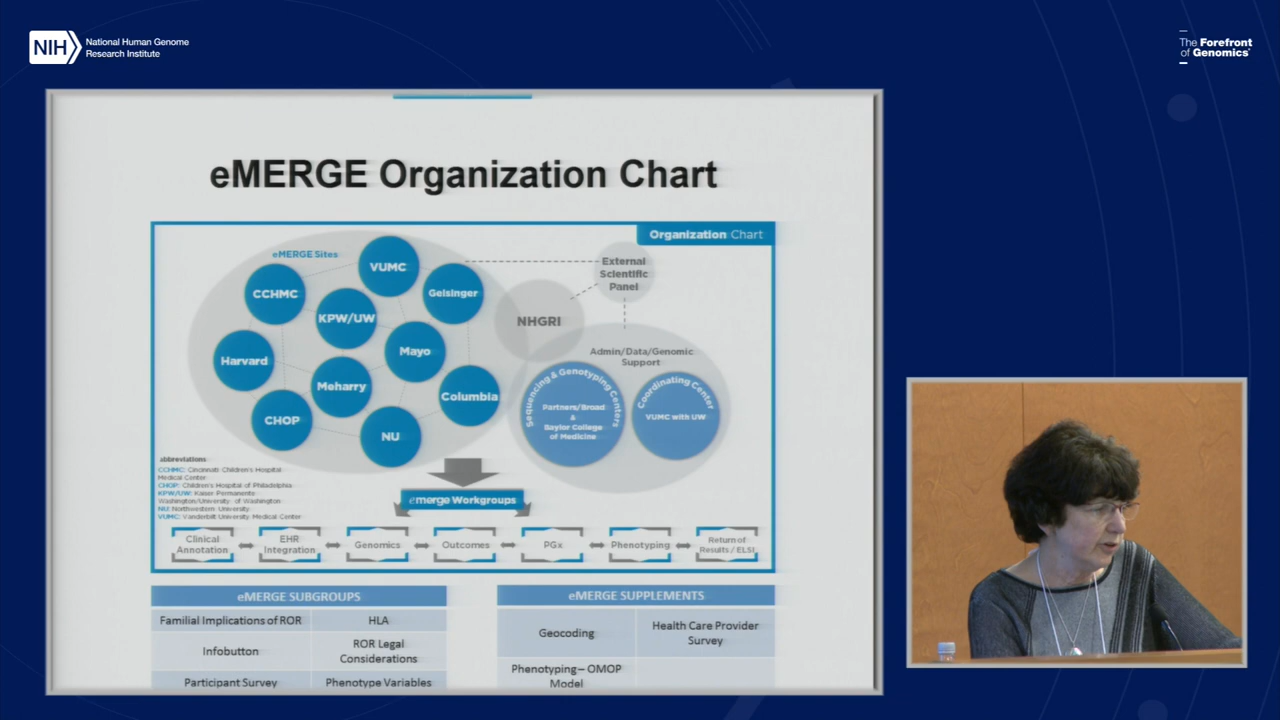 NIH
National Human Genome
Research Institute
The Forefront
of Genomics
eMERGE Organization Chart
Organization Chart
eMERGE Sites
VUMC
CCHMC
Geisinger
KPW/UW
Harvard
Mayo
Meharry
Columbia
CHOP
NU
NHGRI
External
Scientific
Panel
Admin/Data/Genomic
Support
Sequencing & Genotyping Centers
Partners/Broad
&
Baylor College
of Medicine
Coordinating Center
VUMC with UW
abbreviations
CCHMC: Cincinnati Children's Hospital
Medical Center
CHOP: Children's Hospital of Philadelphia
KPW/UW: Kaiser Permanente
Washington/University of Washington
NU: Northwestern University
VUMC: Vanderbilt University Medical Center
emerge Workgroups
Clinical
Annotation
EHR
Integration
Genomics
Outcomes
PGx
Phenotyping
Return of
Results / ELSI
eMERGE SUBGROUPS
Familial Implications of ROR
HLA
Infobutton
ROR Legal
Considerations
Participant Survey
Phenotype Variables
eMERGE SUPPLEMENTS
Geocoding
Health Care Provider
Survey
Phenotyping – OMOP
Model